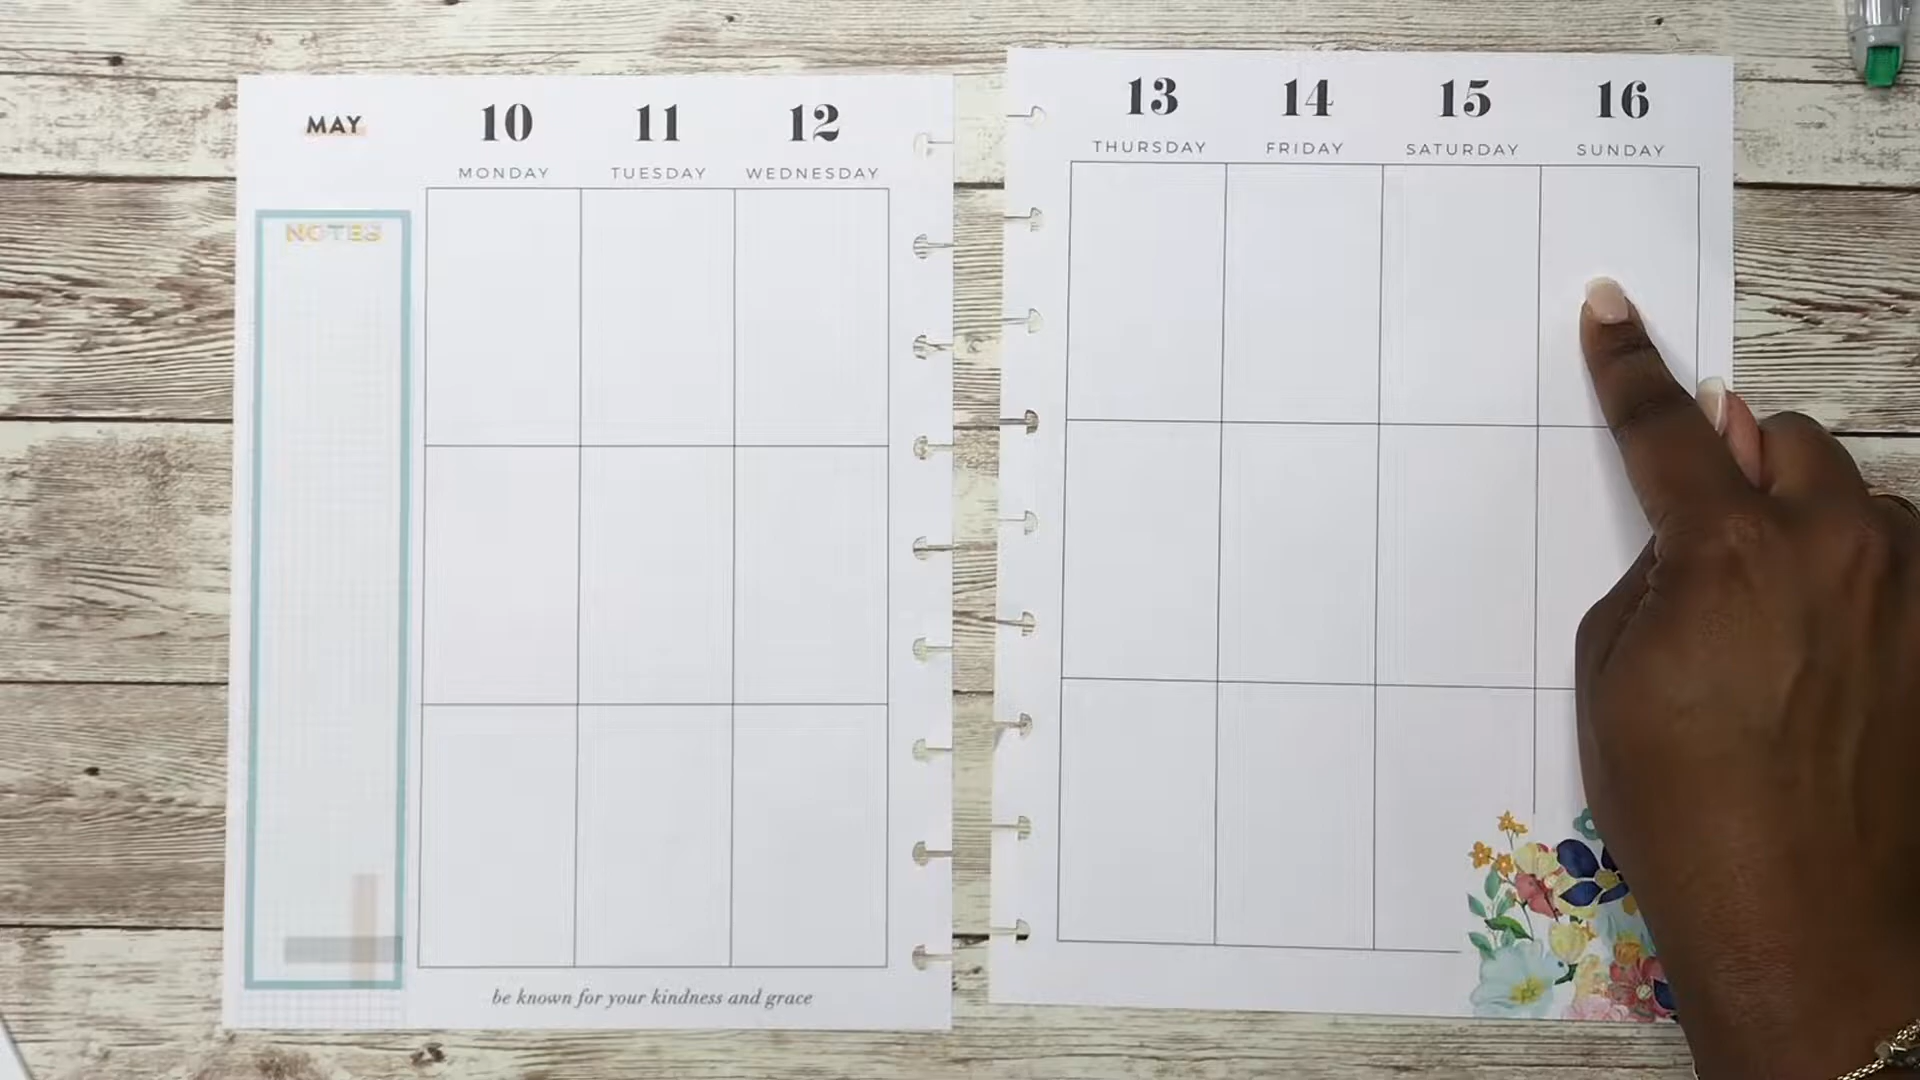 MAY
10 11 12
MONDAY TUESDAY WEDNESDAY
NOTES
be known for your kindness and grace
13 14 15 16
THURSDAY FRIDAY SATURDAY SUNDAY